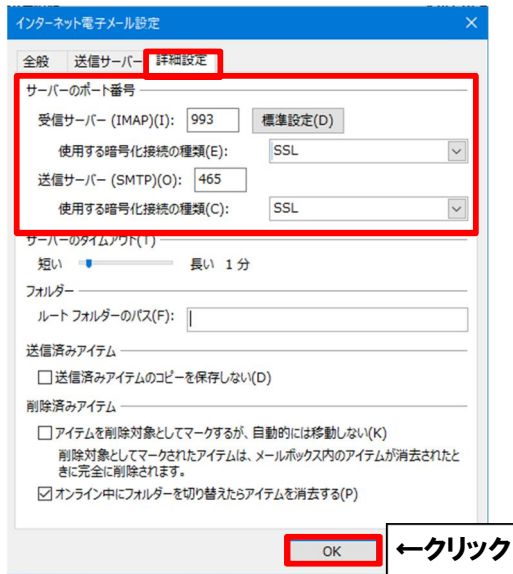 インターネット電子メール設定
全般 送信サーバー 詳細設定
サーバーのポート番号
受信サーバー (IMAP)(I): 993 標準設定(D)
使用する暗号化接続の種類(E): SSL
送信サーバー (SMTP)(O): 465
使用する暗号化接続の種類(C): SSL
サーバーのタイムアウト(T)
短い 長い 1 分
フォルダー
ルート フォルダーのパス(F):
送信済みアイテム
送信済みアイテムのコピーを保存しない(D)
削除済みアイテム
アイテムを削除対象としてマークするが、自動的には移動しない(K)
削除対象としてマークされたアイテムは、メールボックス内のアイテムが消去されたと
きに完全に削除されます。
オンライン中にフォルダーを切り替えたらアイテムを消去する(P)
OK ←クリック